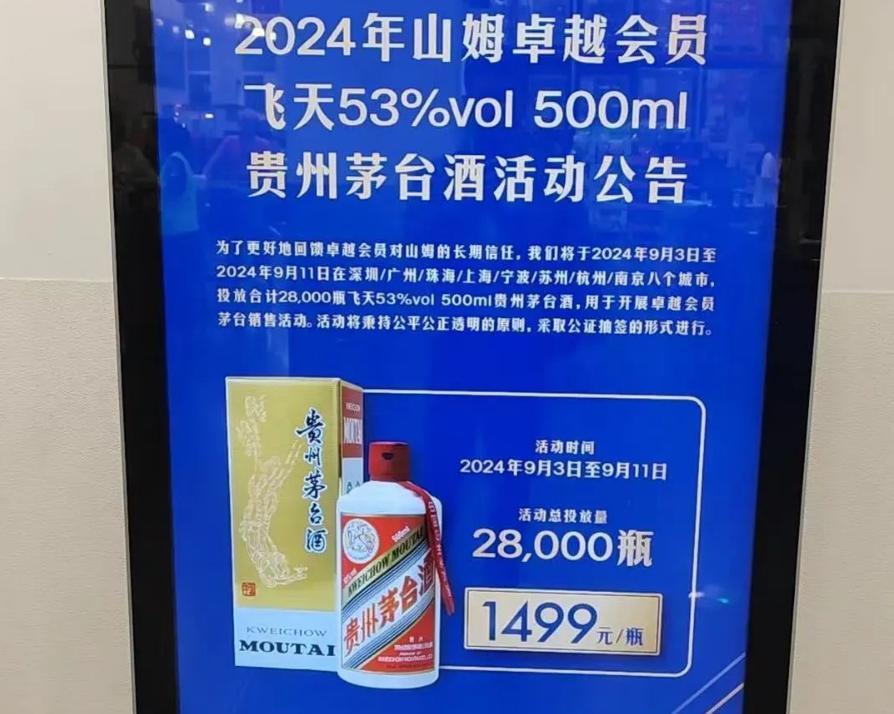 2024年山姆卓越会员
飞天53%vol 500ml
贵州茅台酒活动公告
为了更好地回馈卓越会员对山姆的长期信任，我们将于2024年9月3日至
2024年9月11日在深圳/广州/珠海/上海/宁波/苏州/杭州/南京八个城市，
投放合计28,000瓶飞天53%vol 500ml贵州茅台酒，用于开展卓越会员
茅台销售活动。活动将秉持公平公正透明的原则，采取公证抽签的形式进行。
贵州茅台酒
KWEICHOW
MOUTAI
KWEICHOW
MOUTAI
500ml
KWEICHOW MOUTAI
贵州茅台酒
活动时间
2024年9月3日至9月11日
活动总投放量
28,000瓶
1499元/瓶